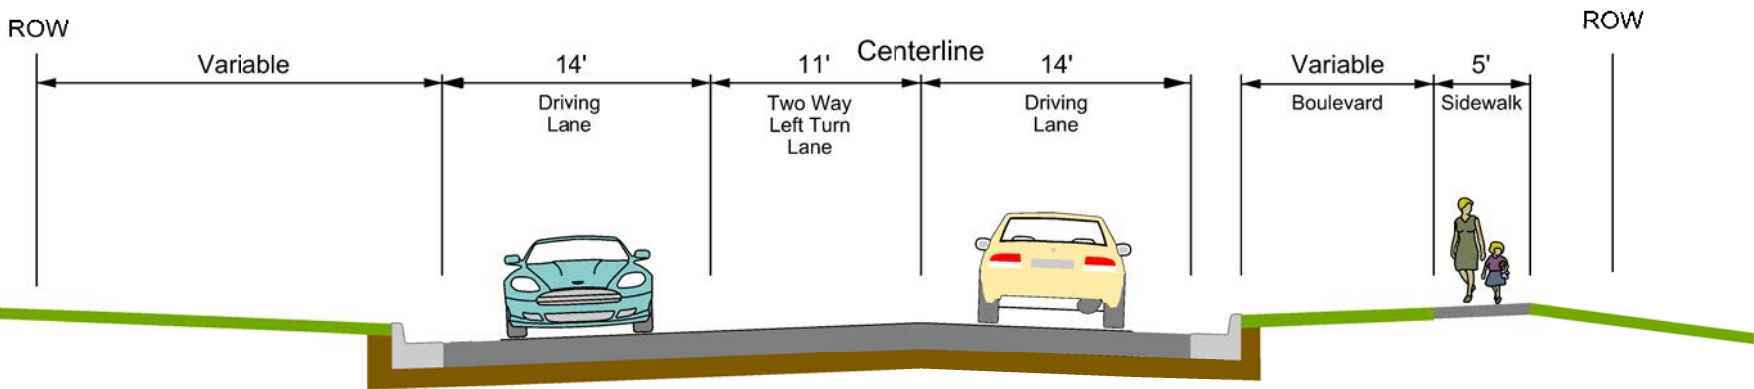 ROW
ROW
Centerline
Variable
14'
11'
14'
Variable
5'
Driving
Lane
Two Way
Left Turn
Lane
Driving
Lane
Boulevard
Sidewalk